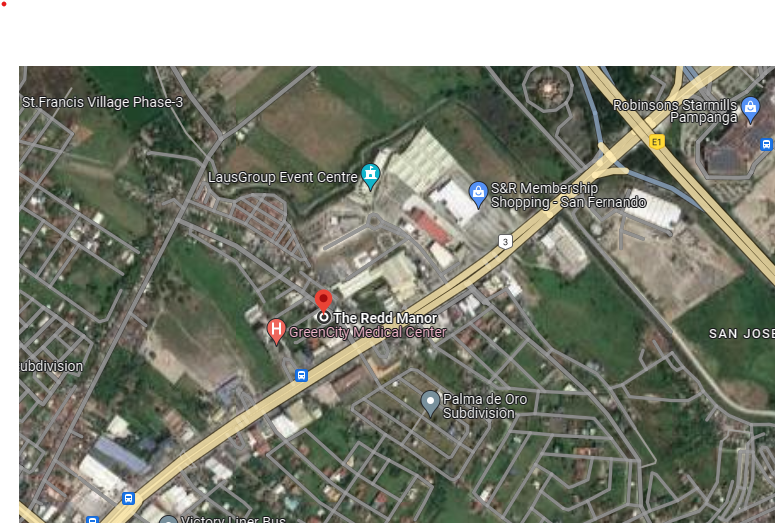 St.Francis Village Phase-3
Robinsons Starmills
Pampanga
E1
LausGroup Event Centre
S&R Membership
Shopping - San Fernando
3
The Redd Manor
H
GreenCity Medical Center
SAN JOSE
ubdivision
Palma de Oro
Subdivision
Victory Liner Bus